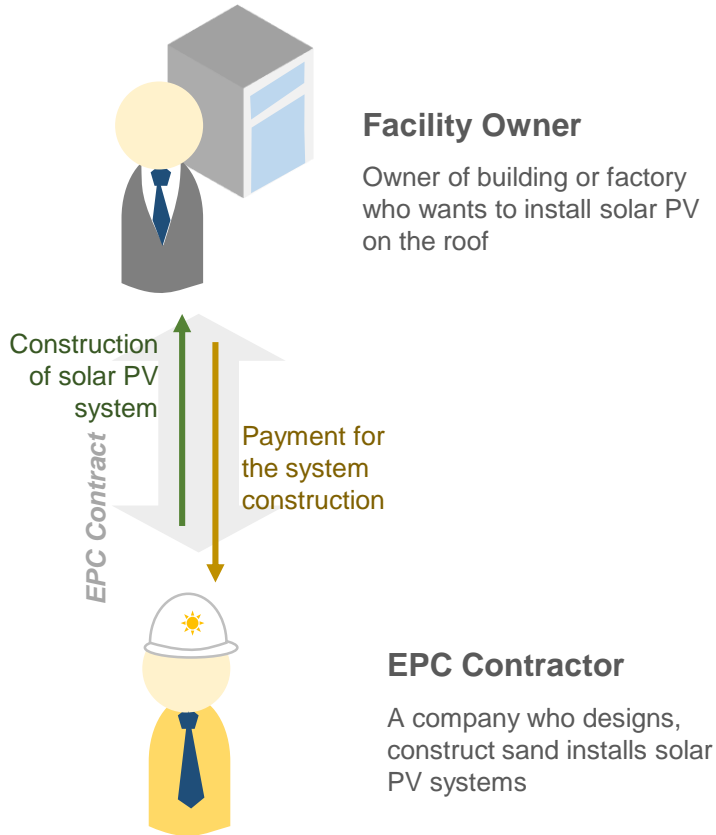 Facility Owner
Owner of building or factory
who wants to install solar PV
on the roof
Construction
of solar PV
system
Payment for
the system
construction
EPC Contract
EPC Contractor
A company who designs,
construct sand installs solar
PV systems